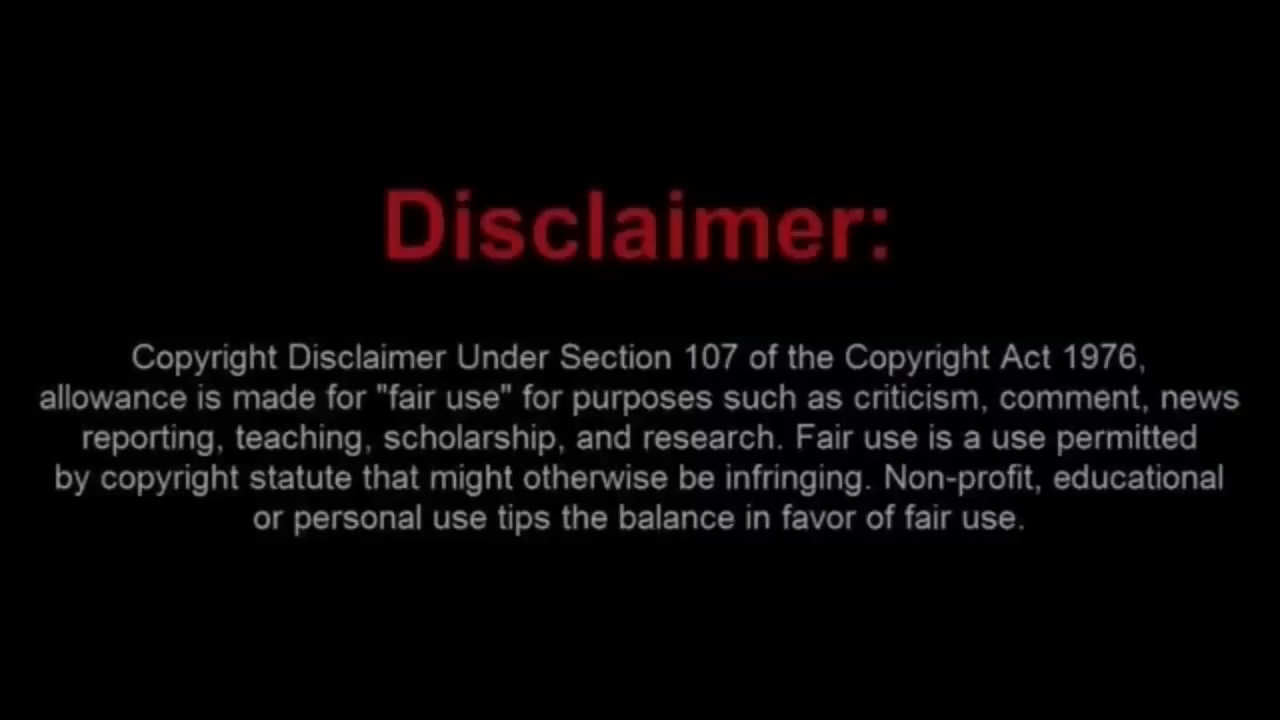 Disclaimer:
Copyright Disclaimer Under Section 107 of the Copyright Act 1976,
allowance is made for "fair use" for purposes such as criticism, comment, news
reporting, teaching, scholarship, and research. Fair use is a use permitted
by copyright statute that might otherwise be infringing. Non-profit, educational
or personal use tips the balance in favor of fair use.